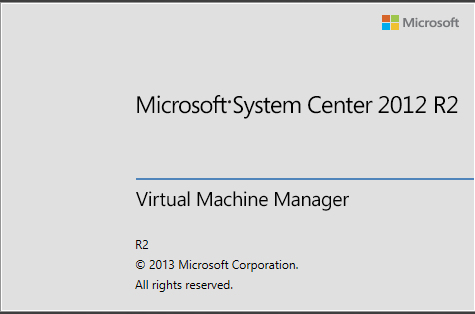 Microsoft
Microsoft·System Center 2012 R2
Virtual Machine Manager
R2
© 2013 Microsoft Corporation.
All rights reserved.